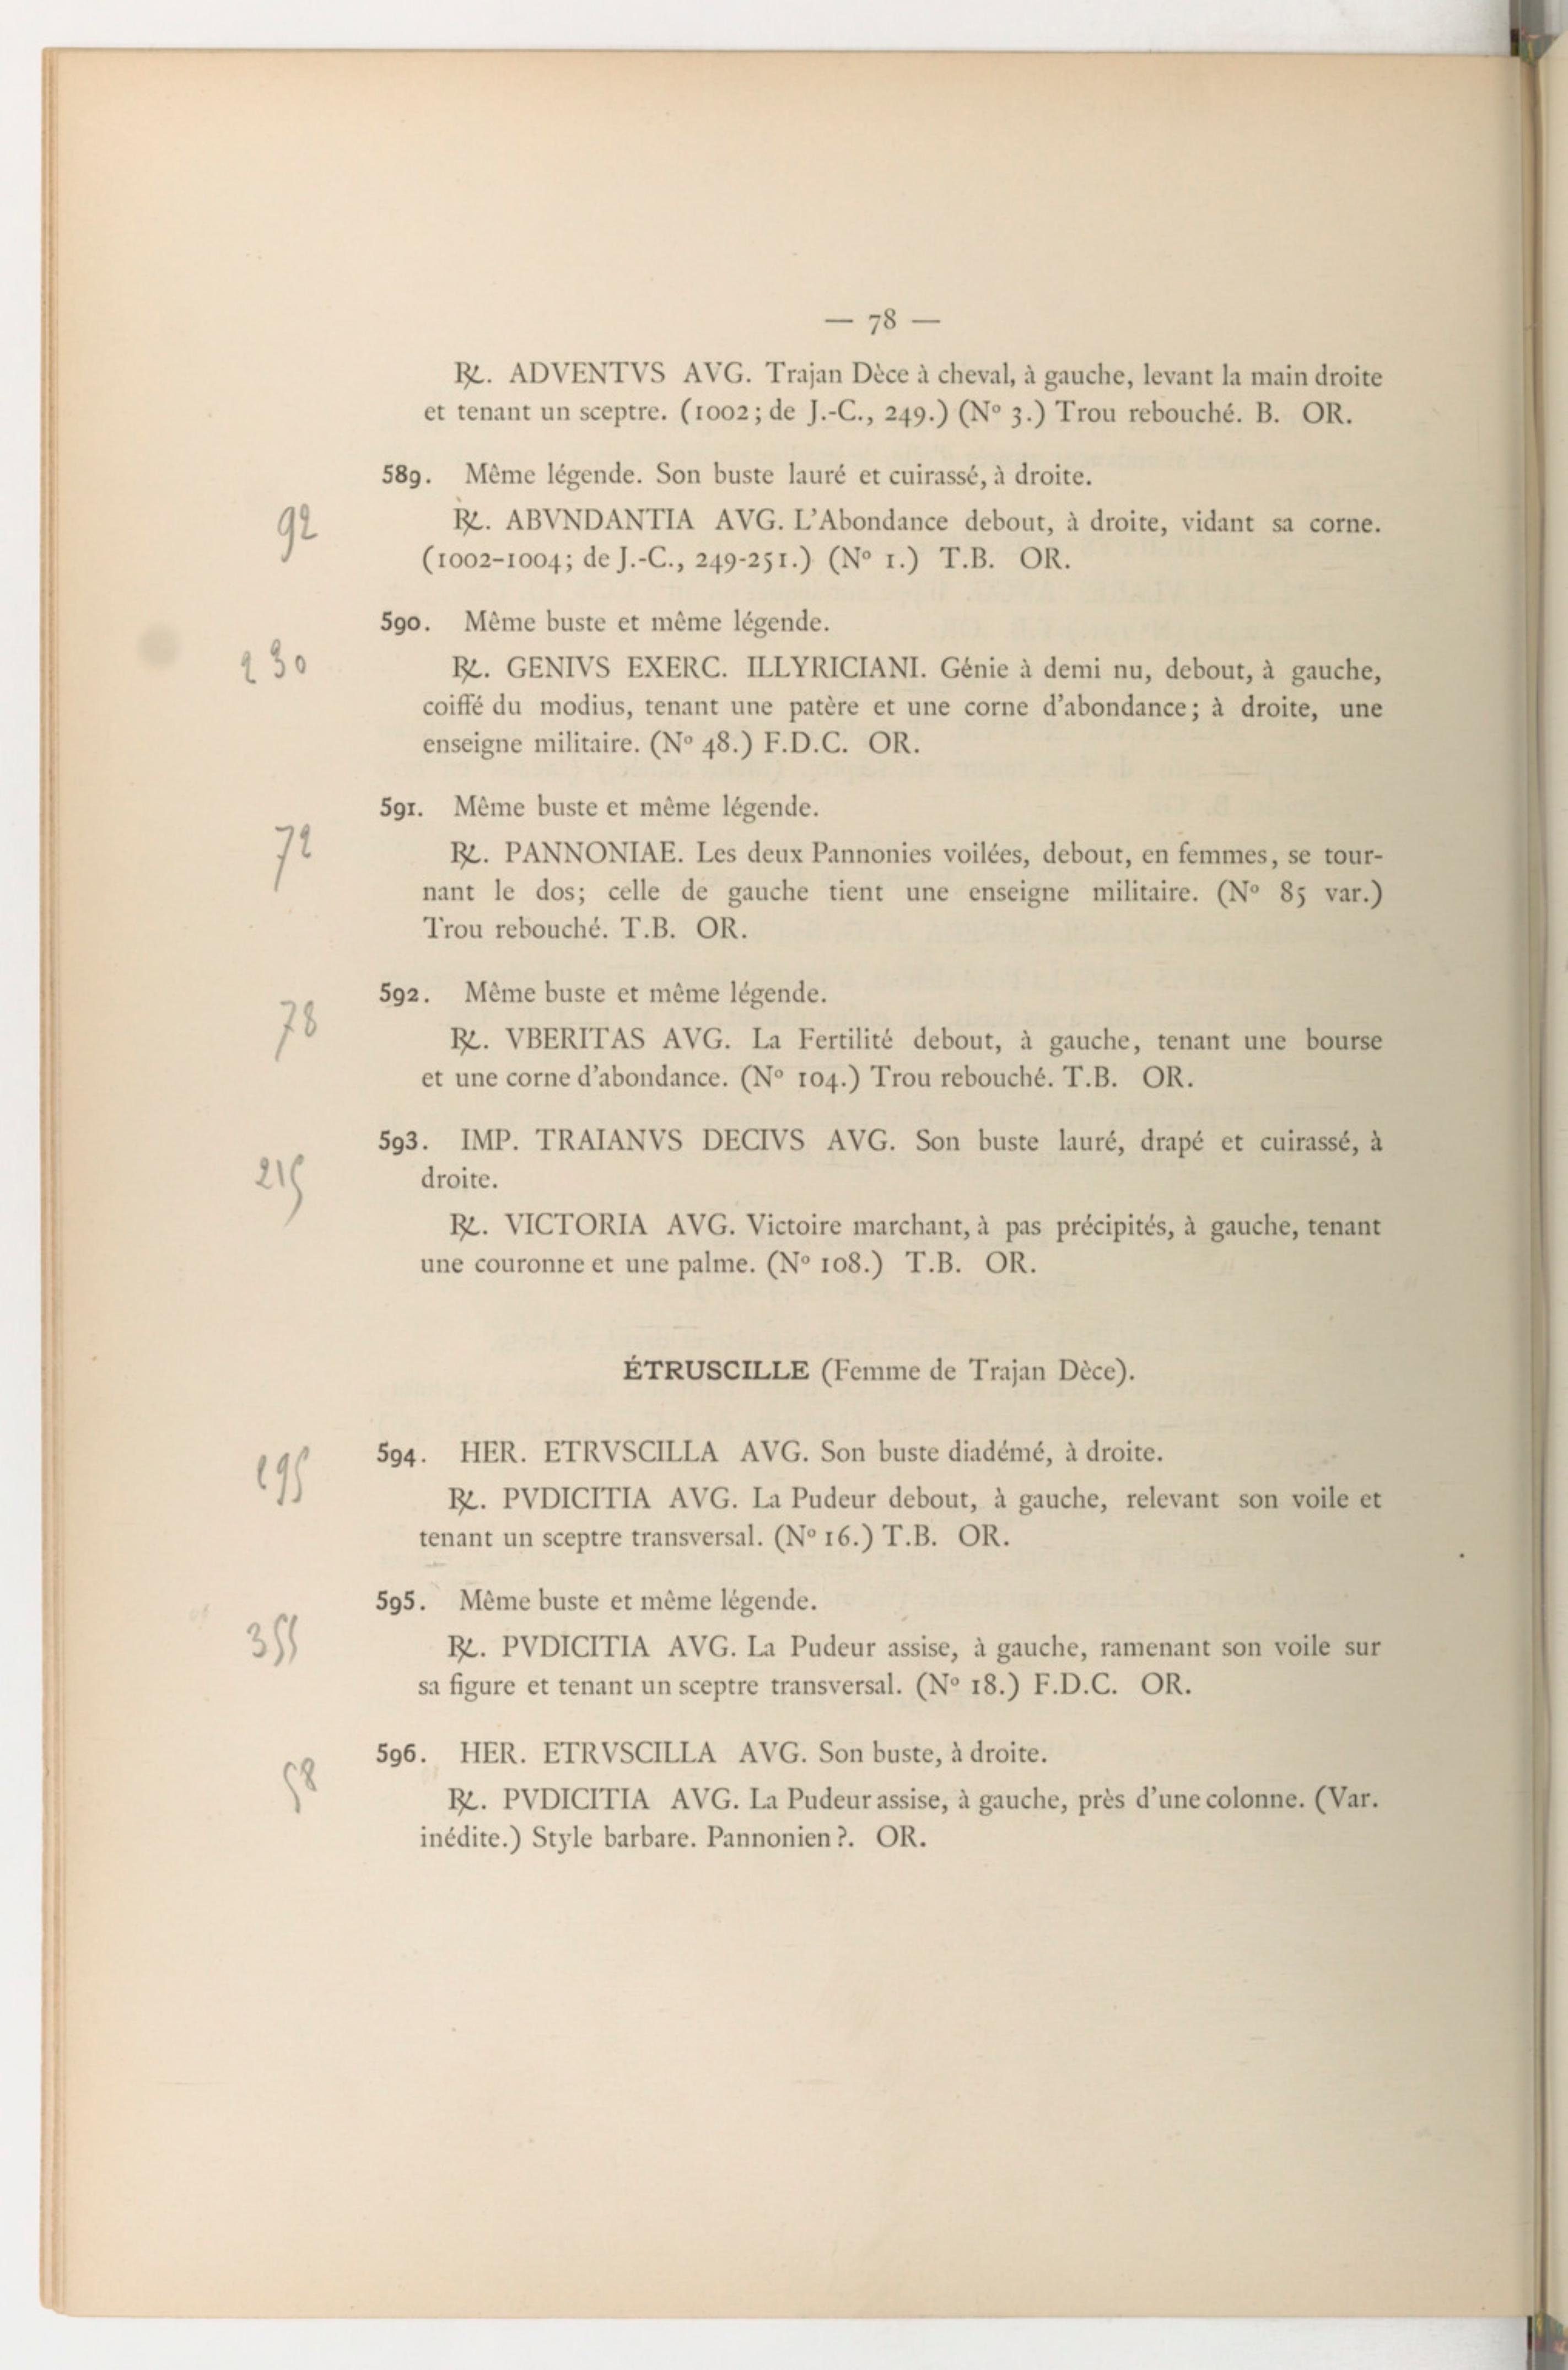 — 78 —
℞. ADVENTVS AVG. Trajan Dèce à cheval, à gauche, levant la main droite
et tenant un sceptre. (1002; de J.-C., 249.) (Nº 3.) Trou rebouché. B. OR.
589. Même légende. Son buste lauré et cuirassé, à droite.
92
℞. ABVNDANTIA AVG. L'Abondance debout, à droite, vidant sa corne.
(1002-1004; de J.-C., 249-251.) (Nº 1.) T.B. OR.
590. Même buste et même légende.
230
℞. GENIVS EXERC. ILLYRICIANI. Génie à demi nu, debout, à gauche,
coiffé du modius, tenant une patère et une corne d'abondance; à droite, une
enseigne militaire. (Nº 48.) F.D.C. OR.
591. Même buste et même légende.
72
℞. PANNONIAE. Les deux Pannonies voilées, debout, en femmes, se tour-
nant le dos; celle de gauche tient une enseigne militaire. (Nº 85 var.)
Trou rebouché. T.B. OR.
592. Même buste et même légende.
78
℞. VBERITAS AVG. La Fertilité debout, à gauche, tenant une bourse
et une corne d'abondance. (Nº 104.) Trou rebouché. T.B. OR.
593. IMP. TRAIANVS DECIVS AVG. Son buste lauré, drapé et cuirassé, à
215
droite.
℞. VICTORIA AVG. Victoire marchant, à pas précipités, à gauche, tenant
une couronne et une palme. (Nº 108.) T.B. OR.
ÉTRUSCILLE (Femme de Trajan Dèce).
594. HER. ETRVSCILLA AVG. Son buste diadémé, à droite.
195
℞. PVDICITIA AVG. La Pudeur debout, à gauche, relevant son voile et
tenant un sceptre transversal. (Nº 16.) T.B. OR.
595. Même buste et même légende.
355
℞. PVDICITIA AVG. La Pudeur assise, à gauche, ramenant son voile sur
sa figure et tenant un sceptre transversal. (Nº 18.) F.D.C. OR.
596. HER. ETRVSCILLA AVG. Son buste, à droite.
58
℞. PVDICITIA AVG. La Pudeur assise, à gauche, près d'une colonne. (Var.
inédite.) Style barbare. Pannonien ?. OR.